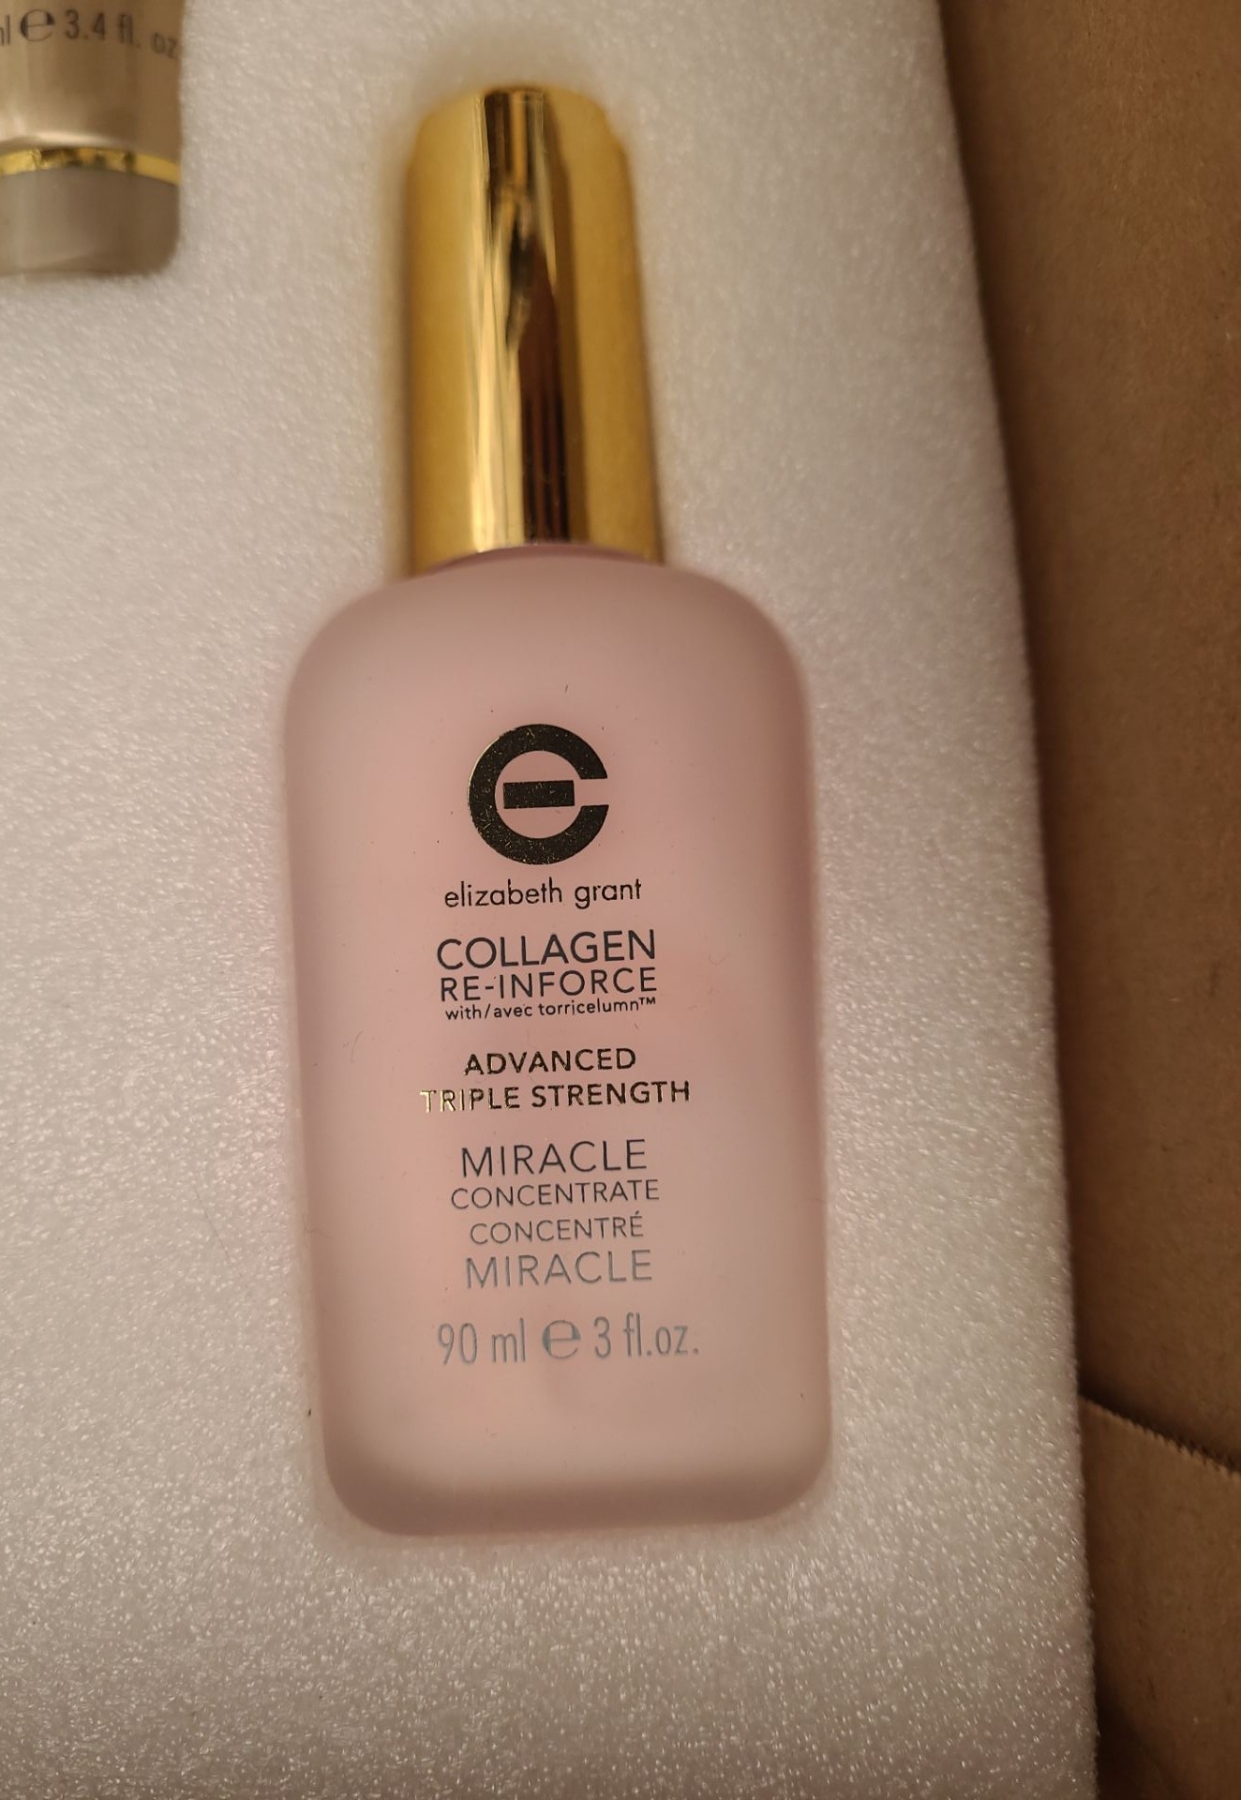 ℮ 3.4 fl. oz
elizabeth grant
COLLAGEN
RE-INFORCE
with/avec torricelumn™
ADVANCED
TRIPLE STRENGTH
MIRACLE
CONCENTRATE
CONCENTRÉ
MIRACLE
90 ml ℮ 3 fl.oz.